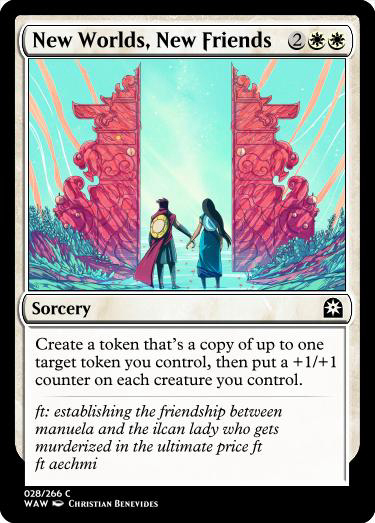 New Worlds, New Friends 2
Sorcery
Create a token that's a copy of up to one
target token you control, then put a +1/+1
counter on each creature you control.
ft: establishing the friendship between
manuela and the ilcan lady who gets
murderized in the ultimate price ft
ft aechmi
028/266 C
WAW Christian Benevides